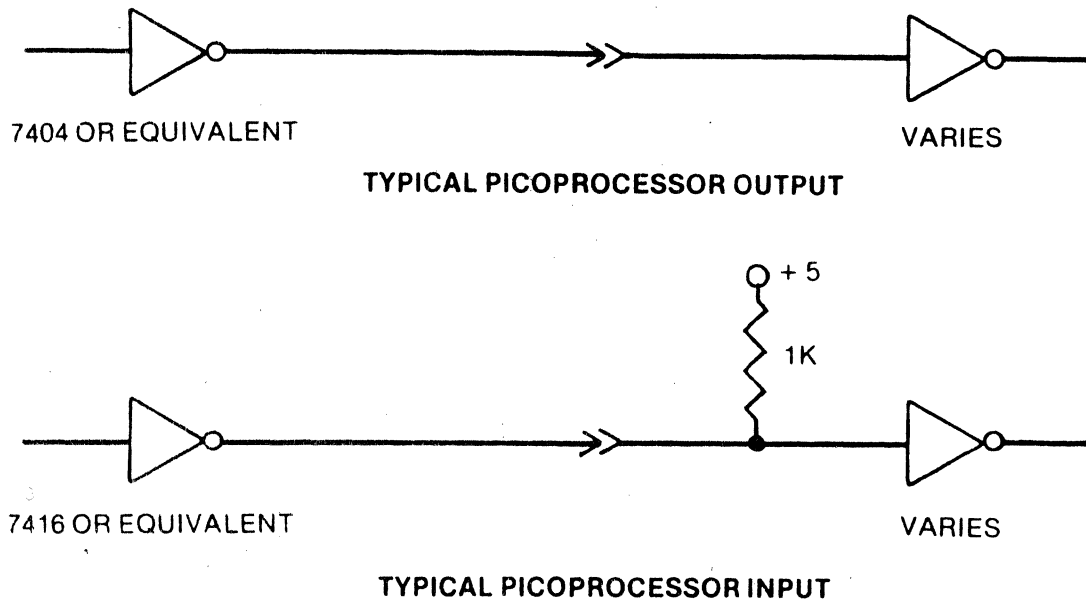 7404 OR EQUIVALENT
VARIES
TYPICAL PICOPROCESSOR OUTPUT
+ 5
1K
7416 OR EQUIVALENT
VARIES
TYPICAL PICOPROCESSOR INPUT